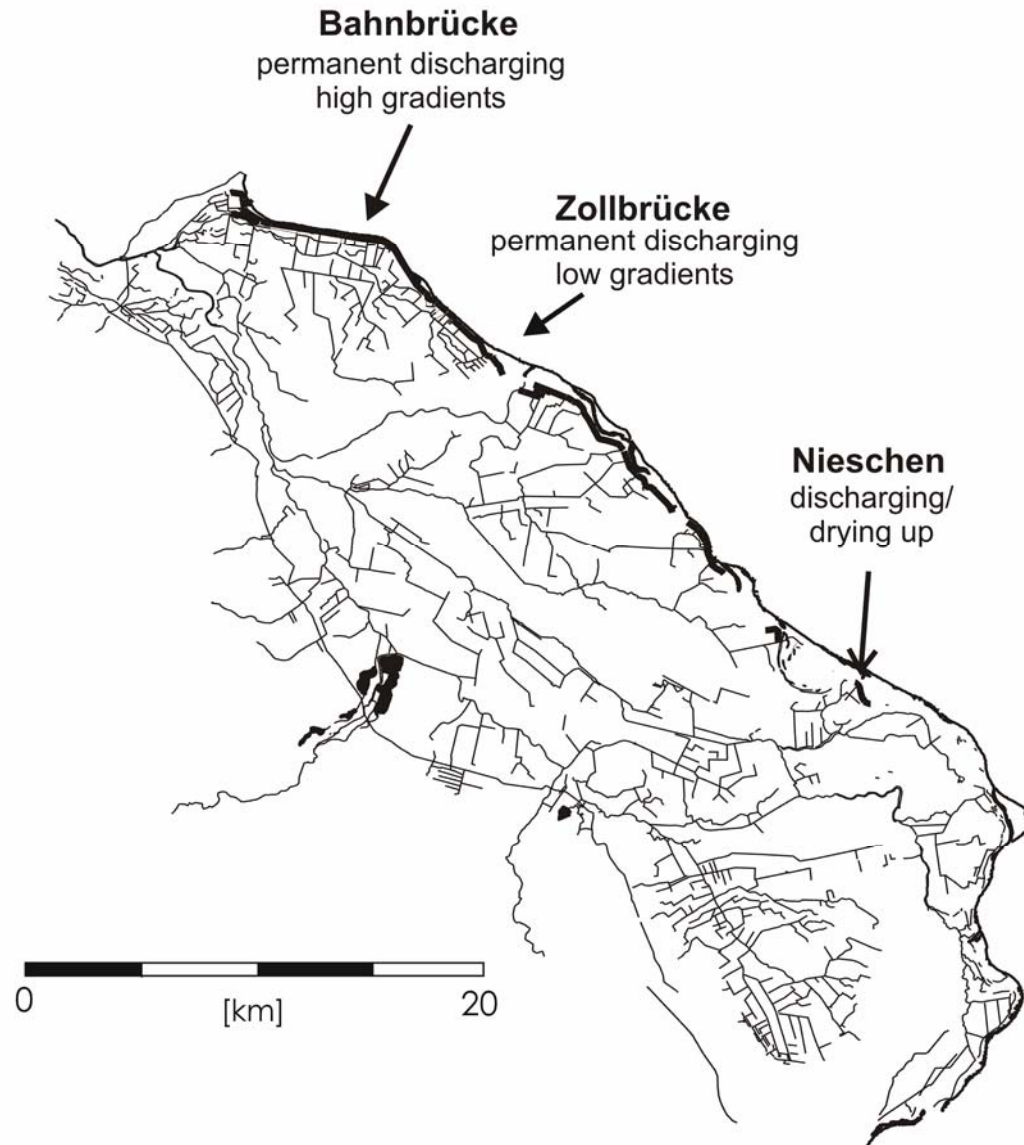 Bahnbrücke
permanent discharging
high gradients
Zollbrücke
permanent discharging
low gradients
Nieschen
discharging/
drying up
0
[km]
20